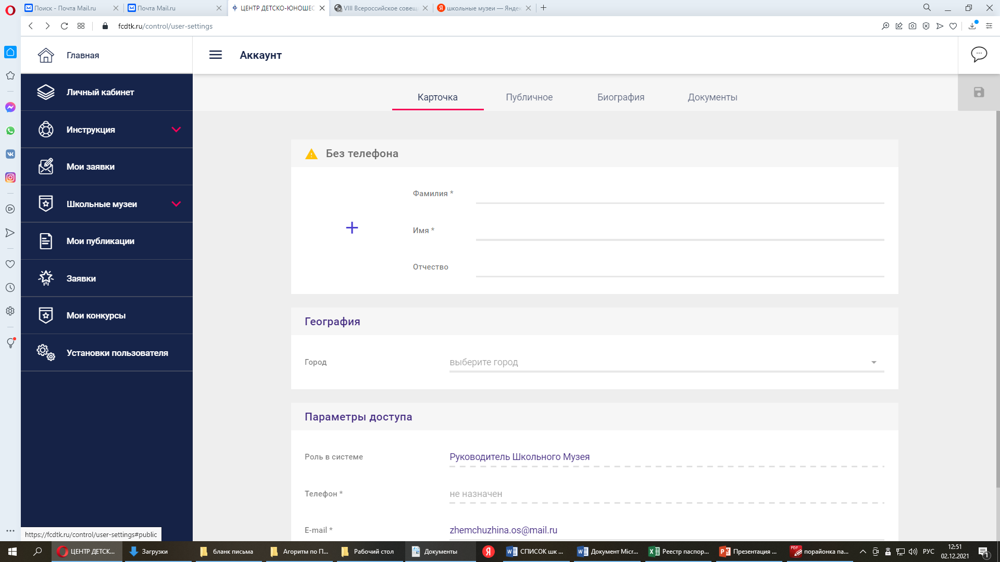 Поиск - Почта Mail.ru
Почта Mail.ru
ЦЕНТР ДЕТСКО-ЮНОШЕС
VIII Всероссийское совещ
школьные музеи — Яндек
fcdtk.ru/control/user-settings
Главная
Аккаунт
Личный кабинет
Инструкция
Мои заявки
Школьные музеи
Мои публикации
Заявки
Мои конкурсы
Установки пользователя
Карточка
Публичное
Биография
Документы
Без телефона
Фамилия *
Имя *
Отчество
География
Город
выберите город
Параметры доступа
Роль в системе
Руководитель Школьного Музея
Телефон *
не назначен
E-mail *
zhemchuzhina.os@mail.ru
https://fcdtk.ru/control/user-settings#public
ЦЕНТР ДЕТСК...
Загрузки
бланк письма
Агоритм по П...
Рабочий стол
Документы
СПИСОК шк ...
Документ Micr...
Реестр паспор...
Презентация ...
порайонка па...
РУС
12:51
02.12.2021
1